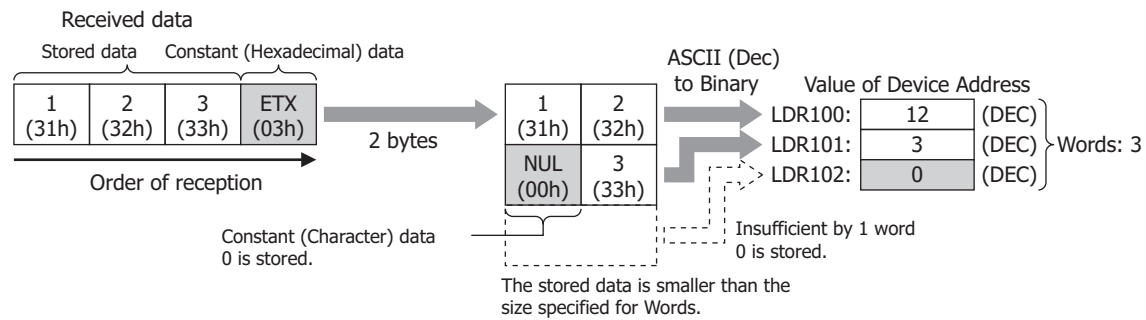 Received data
Stored data
Constant (Hexadecimal) data
1
(31h)
2
(32h)
3
(33h)
ETX
(03h)
Order of reception
2 bytes
1
(31h)
2
(32h)
NUL
(00h)
3
(33h)
Constant (Character) data
0 is stored.
The stored data is smaller than the
size specified for Words.
ASCII (Dec)
to Binary
Value of Device Address
LDR100: 12 (DEC)
LDR101: 3 (DEC)
LDR102: 0 (DEC)
Words: 3
Insufficient by 1 word
0 is stored.